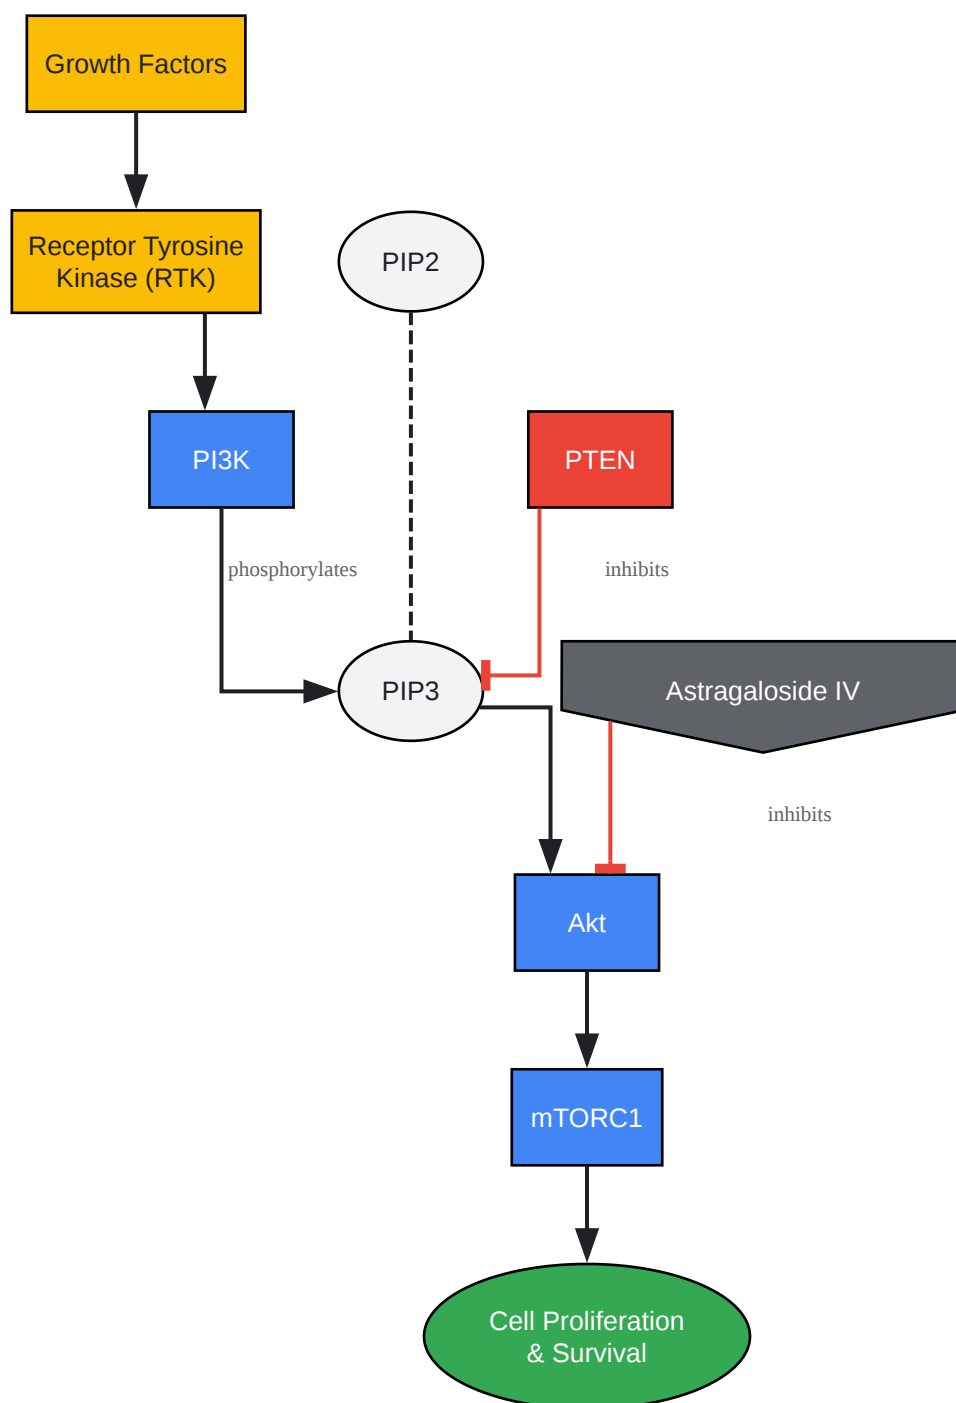 Growth Factors
Receptor Tyrosine
Kinase (RTK)
PIP2
PI3K
PTEN
phosphorylates
inhibits
PIP3
Astragaloside IV
inhibits
Akt
mTORC1
Cell Proliferation
& Survival